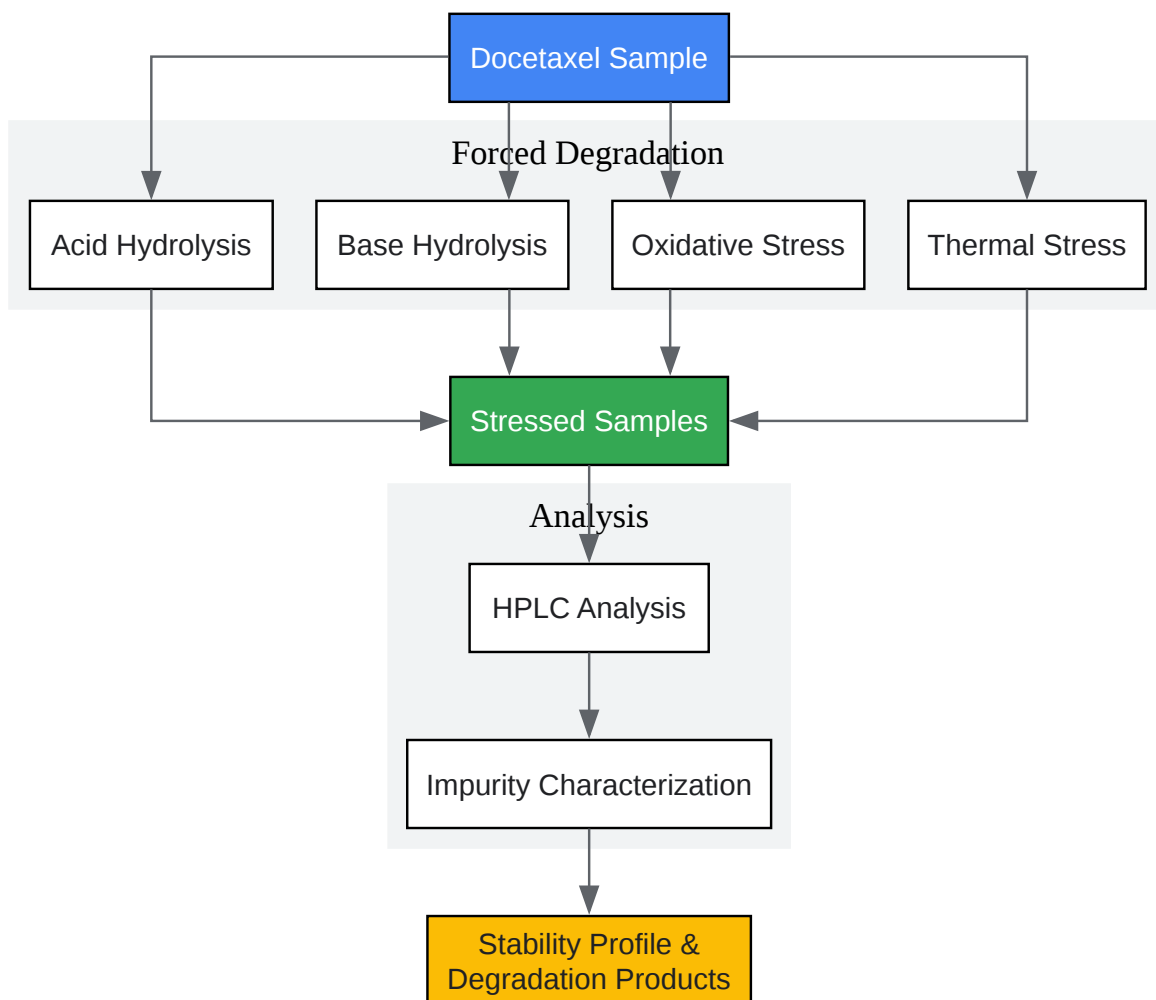 Docetaxel Sample
Forced Degradation
Acid Hydrolysis
Base Hydrolysis
Oxidative Stress
Thermal Stress
Stressed Samples
Analysis
HPLC Analysis
Impurity Characterization
Stability Profile &
Degradation Products